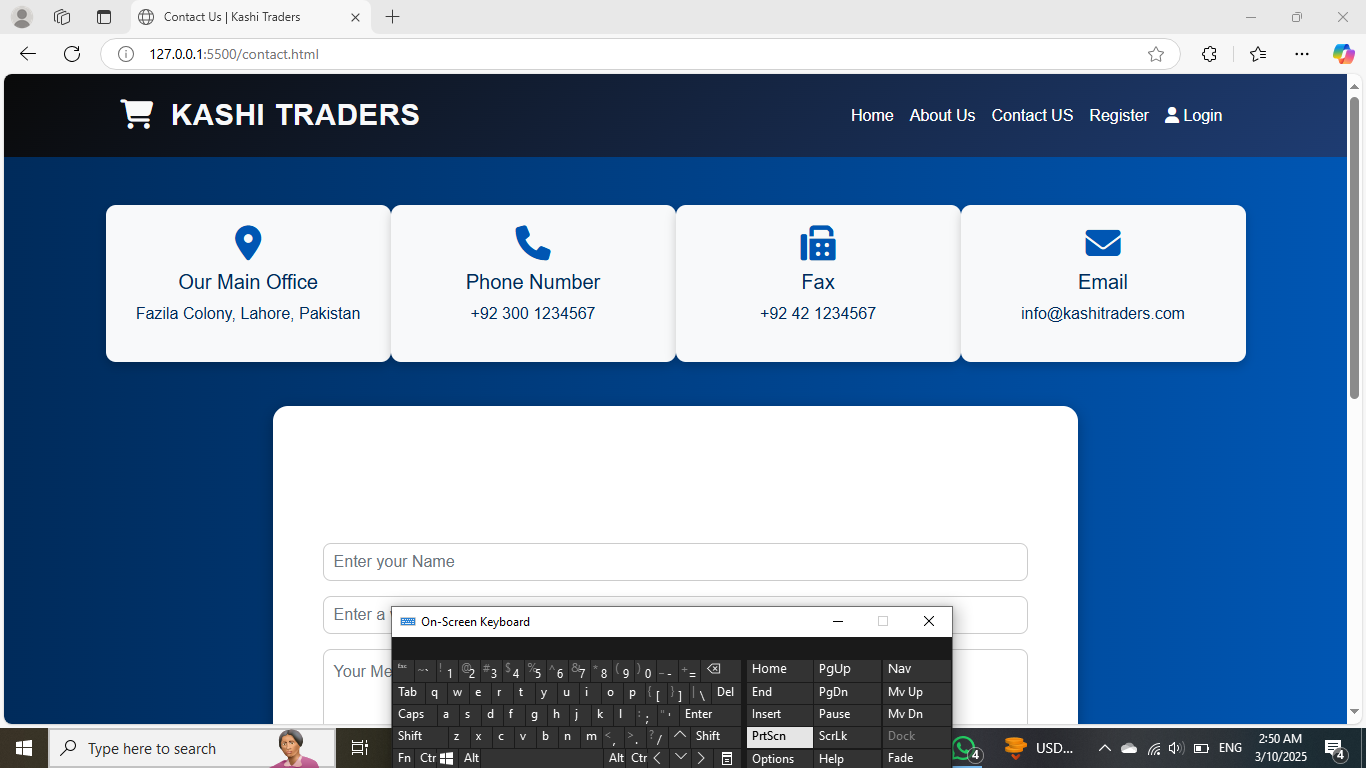 Contact Us | Kashi Traders
127.0.0.1:5500/contact.html
KASHI TRADERS
Home About Us Contact US Register Login
Our Main Office
Fazila Colony, Lahore, Pakistan
Phone Number
+92 300 1234567
Fax
+92 42 1234567
Email
info@kashitraders.com
Enter your Name
Enter a
Your Me
On-Screen Keyboard
Esc ~ ` ! 1 @ 2 # 3 $ 4 % 5 ^ 6 & 7 * 8 ( 9 ) 0 _ - + = Home PgUp Nav
Tab q w e r t y u i o p { [ } ] | \ Del End PgDn Mv Up
Caps a s d f g h j k l : ; " ' Enter Insert Pause Mv Dn
Shift z x c v b n m < , > . ? / Shift PrtScn ScrLk Dock
Fn Ctr Alt Alt Ctr Options Help Fade
Type here to search
4
USD...
ENG
2:50 AM
3/10/2025
4